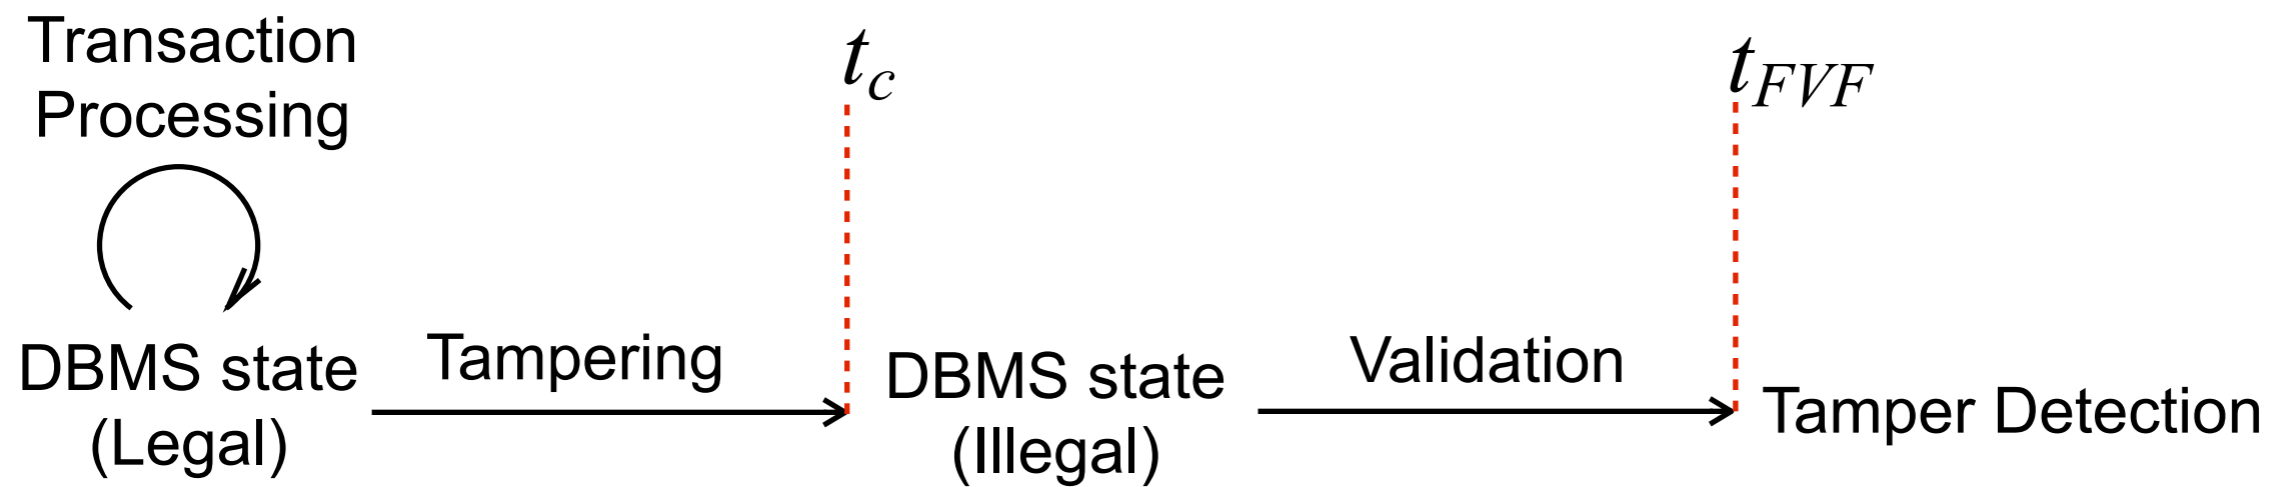 Transaction
Processing
t_c
t_FVF
DBMS state
(Legal)
Tampering
DBMS state
(Illegal)
Validation
Tamper Detection